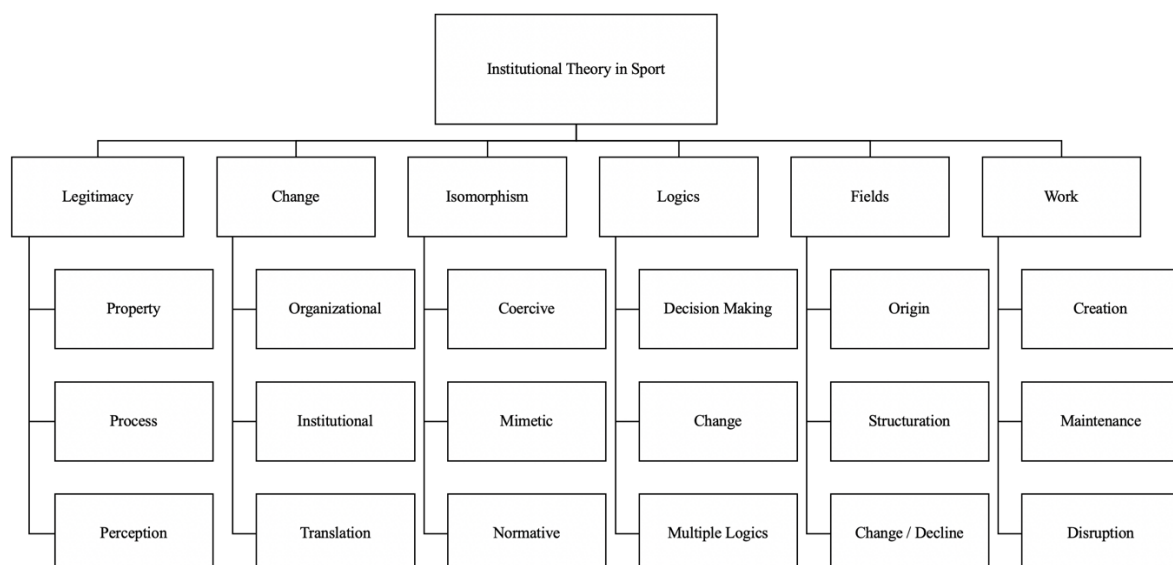 Institutional Theory in Sport
Legitimacy
Change
Isomorphism
Logics
Fields
Work
Property
Organizational
Coercive
Decision Making
Origin
Creation
Process
Institutional
Mimetic
Change
Structuration
Maintenance
Perception
Translation
Normative
Multiple Logics
Change / Decline
Disruption